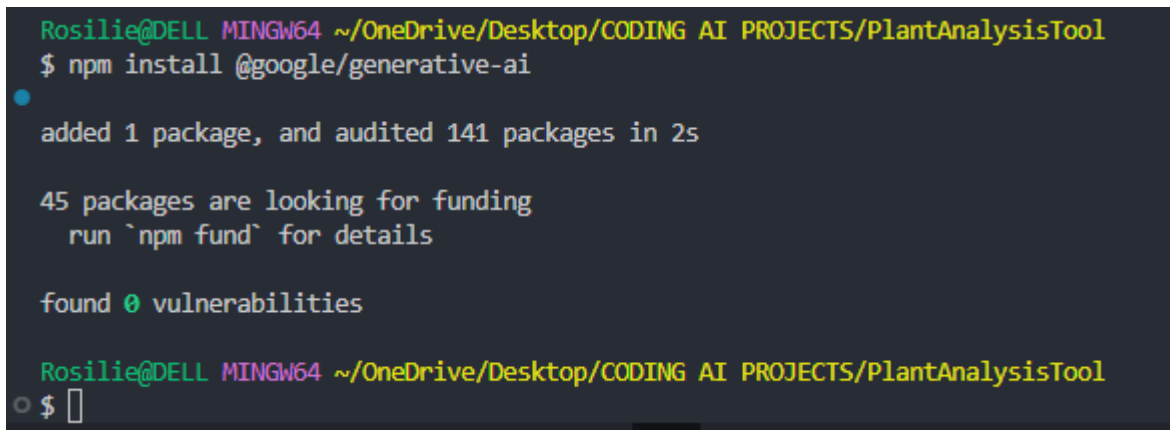 Rosilie@DELL MINGW64 ~/OneDrive/Desktop/CODING AI PROJECTS/PlantAnalysisTool
$ npm install @google/generative-ai
added 1 package, and audited 141 packages in 2s
45 packages are looking for funding
run `npm fund` for details
found 0 vulnerabilities
Rosilie@DELL MINGW64 ~/OneDrive/Desktop/CODING AI PROJECTS/PlantAnalysisTool
$